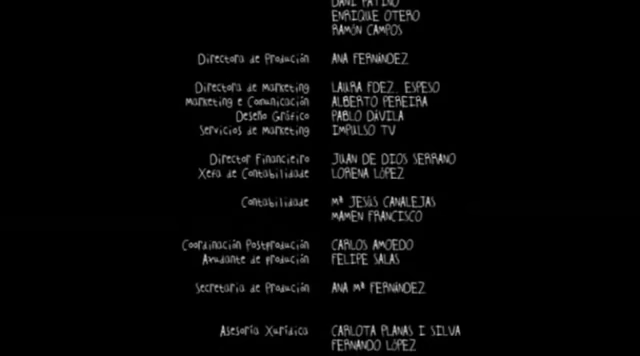 DANI PATIÑO
ENRIQUE OTERO
RAMÓN CAMPOS
Directora de Produción ANA FERNÁNDEZ
Directora de Marketing LAURA FDEZ. ESPESO
Marketing e Comunicación ALBERTO PEREIRA
Deseño Gráfico PABLO DÁVILA
Servicios de Marketing IMPULSO TV
Director Financieiro JUAN DE DIOS SERRANO
Xefa de Contabilidade LORENA LÓPEZ
Contabilidade Mª JESÚS CANALEJAS
MAMEN FRANCISCO
Coordinación Postprodución CARLOS AMOEDO
Axudante de produción FELIPE SALAS
Secretaria de Produción ANA Mª FERNÁNDEZ
Asesoría Xurídica CARLOTA PLANAS I SILVA
FERNANDO LÓPEZ